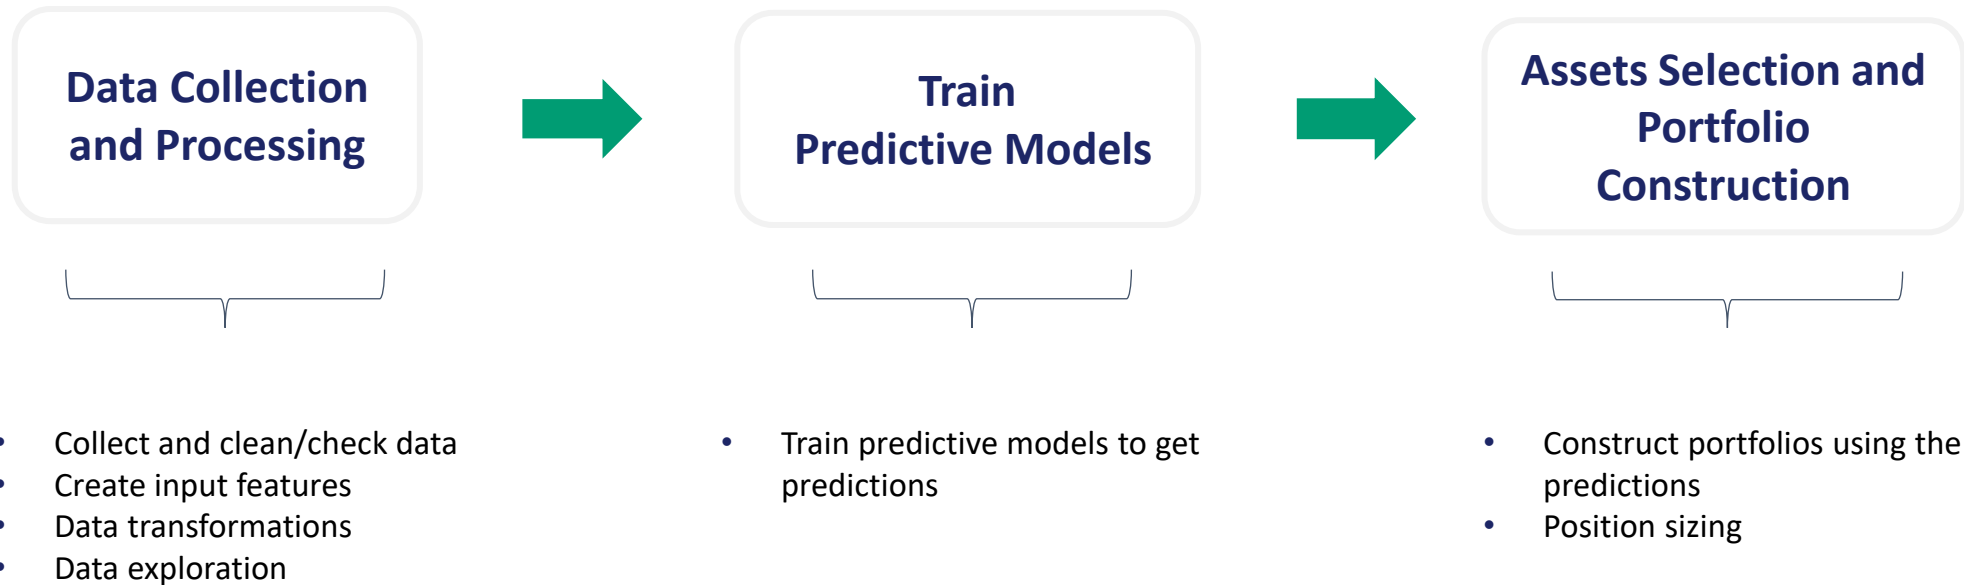 Data Collection
and Processing
Train
Predictive Models
Assets Selection and
Portfolio
Construction
• Collect and clean/check data
• Create input features
• Data transformations
• Data exploration
• Train predictive models to get
predictions
• Construct portfolios using the
predictions
• Position sizing